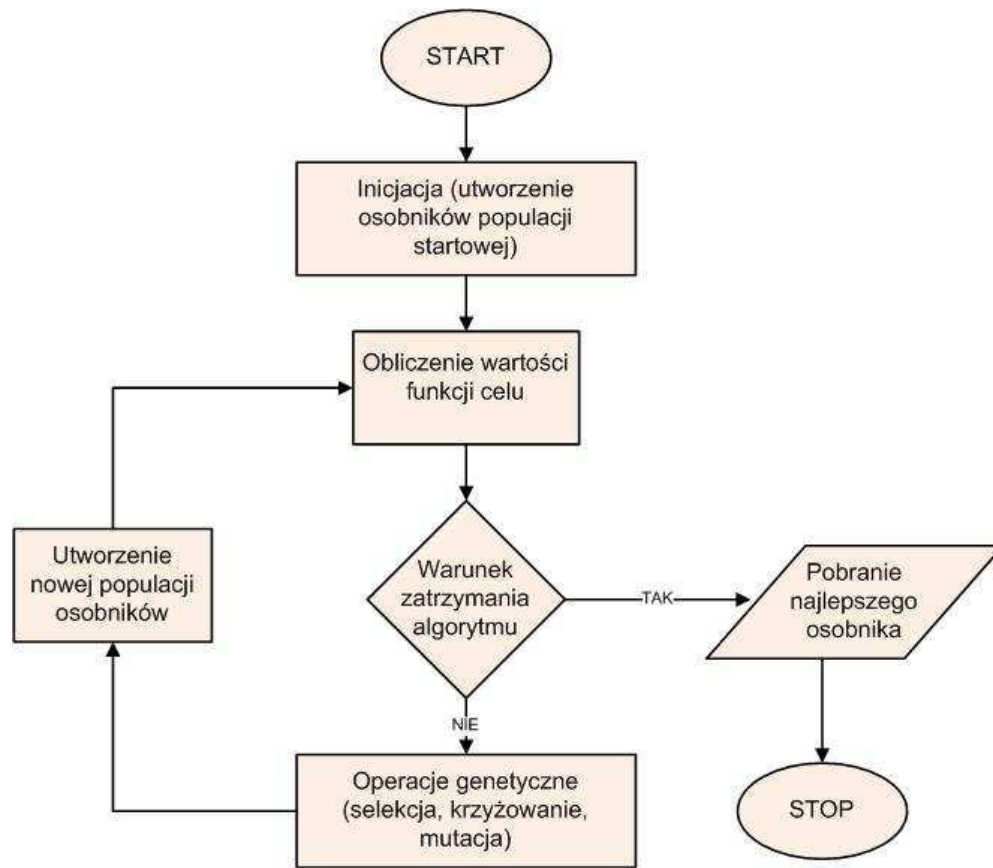 START
Inicjacja (utworzenie
osobników populacji
startowej)
Obliczenie wartości
funkcji celu
Utworzenie
nowej populacji
osobników
Warunek
zatrzymania
algorytmu
TAK
Pobranie
najlepszego
osobnika
NIE
Operacje genetyczne
(selekcja, krzyżowanie,
mutacja)
STOP